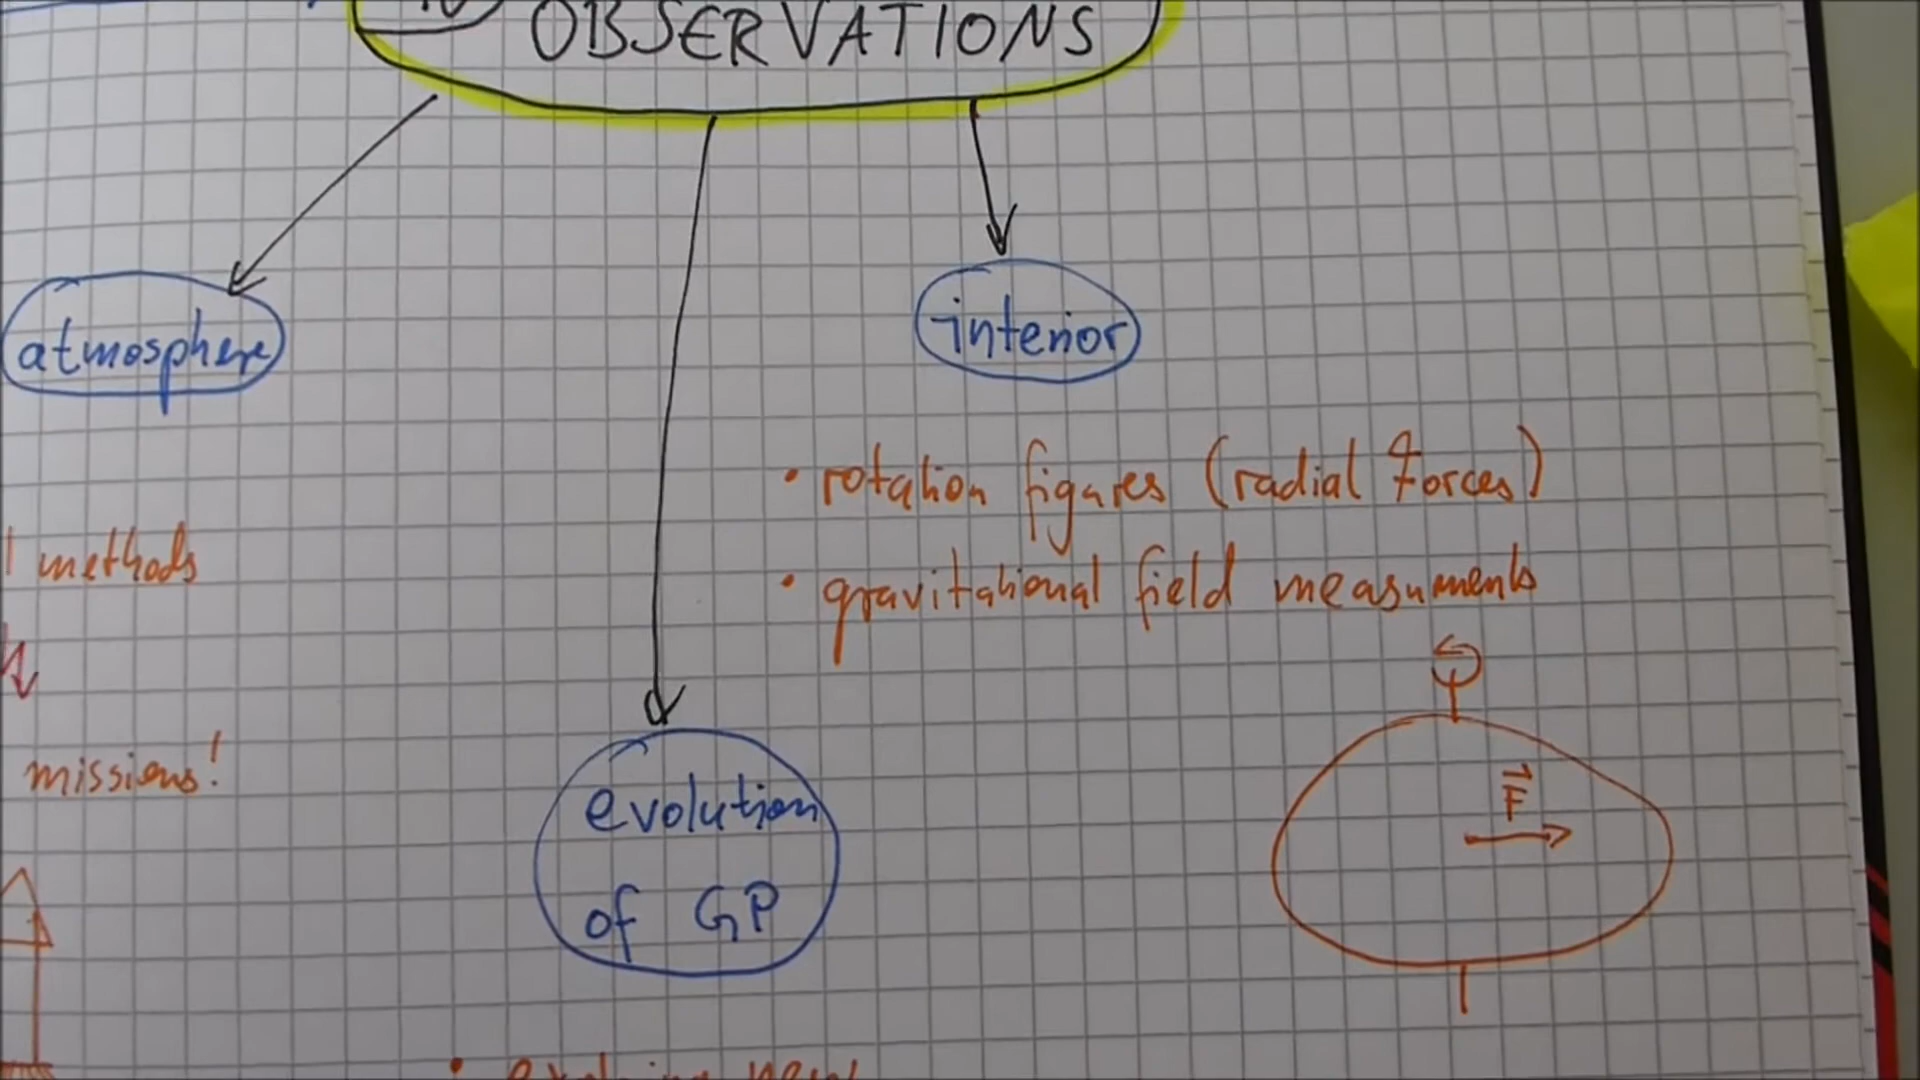 OBSERVATIONS
atmosphere
interior
• rotation figures (radial forces)
• gravitational field measuments
methods
missions!
F
evolution
of GP